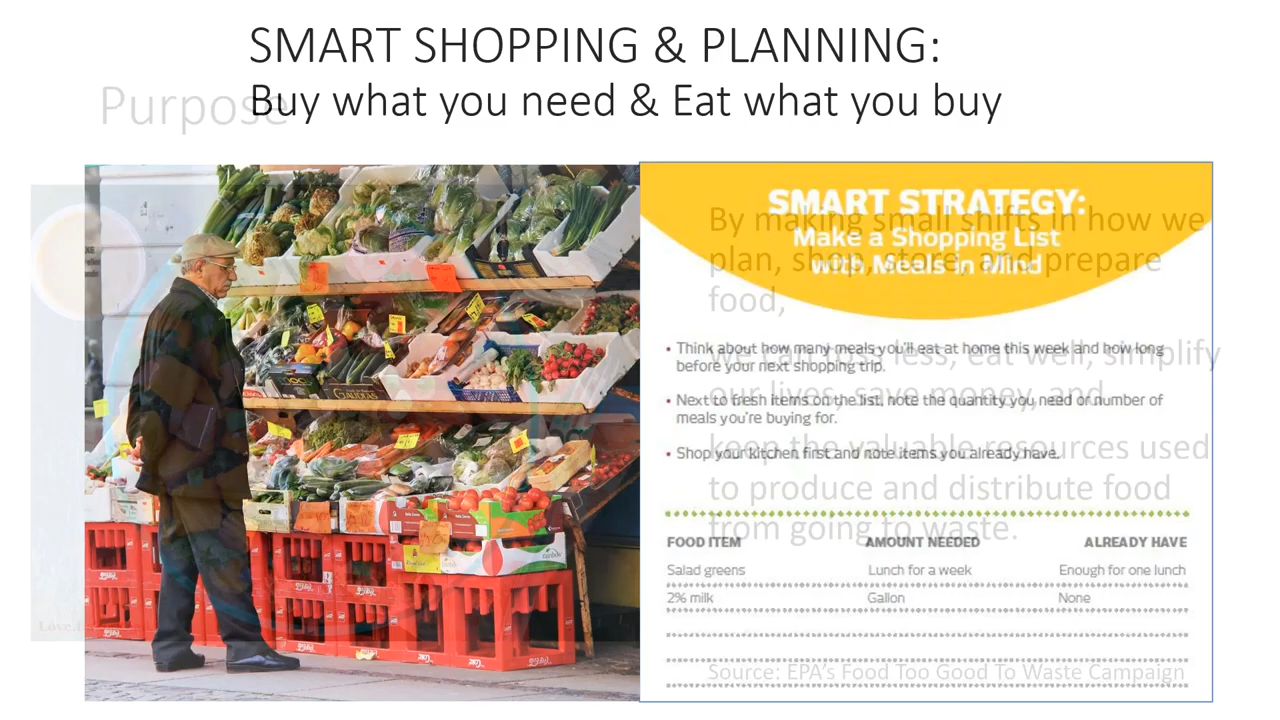 SMART SHOPPING & PLANNING:
Purpose
Buy what you need & Eat what you buy
SMART STRATEGY:
Make a Shopping List
with Meals in Mind
• Think about how many meals you'll eat at home this week and how long
before your next shopping trip.
• Next to fresh items on the list, note the quantity you need or number of
meals you're buying for.
• Shop your kitchen first and note items you already have.
FOOD ITEM AMOUNT NEEDED ALREADY HAVE
Salad greens Lunch for a week Enough for one lunch
2% milk Gallon None
By making small shifts in how we
plan, shop, store, and prepare
food,
less, eat well, simplify
our lives, save money, and
keep the valuable resources used
to produce and distribute food
from going to waste.
Source: EPA's Food Too Good To Waste Campaign